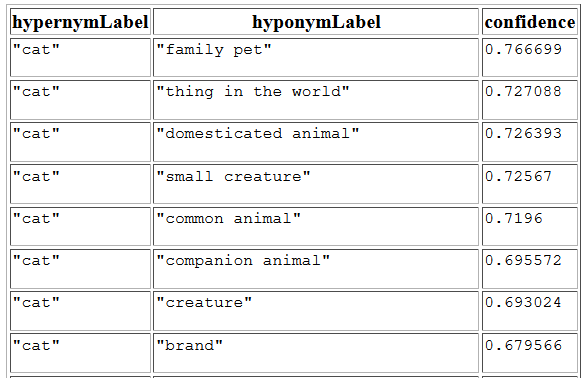 hypernymLabel hyponymLabel confidence
"cat" "family pet" 0.766699
"cat" "thing in the world" 0.727088
"cat" "domesticated animal" 0.726393
"cat" "small creature" 0.72567
"cat" "common animal" 0.7196
"cat" "companion animal" 0.695572
"cat" "creature" 0.693024
"cat" "brand" 0.679566